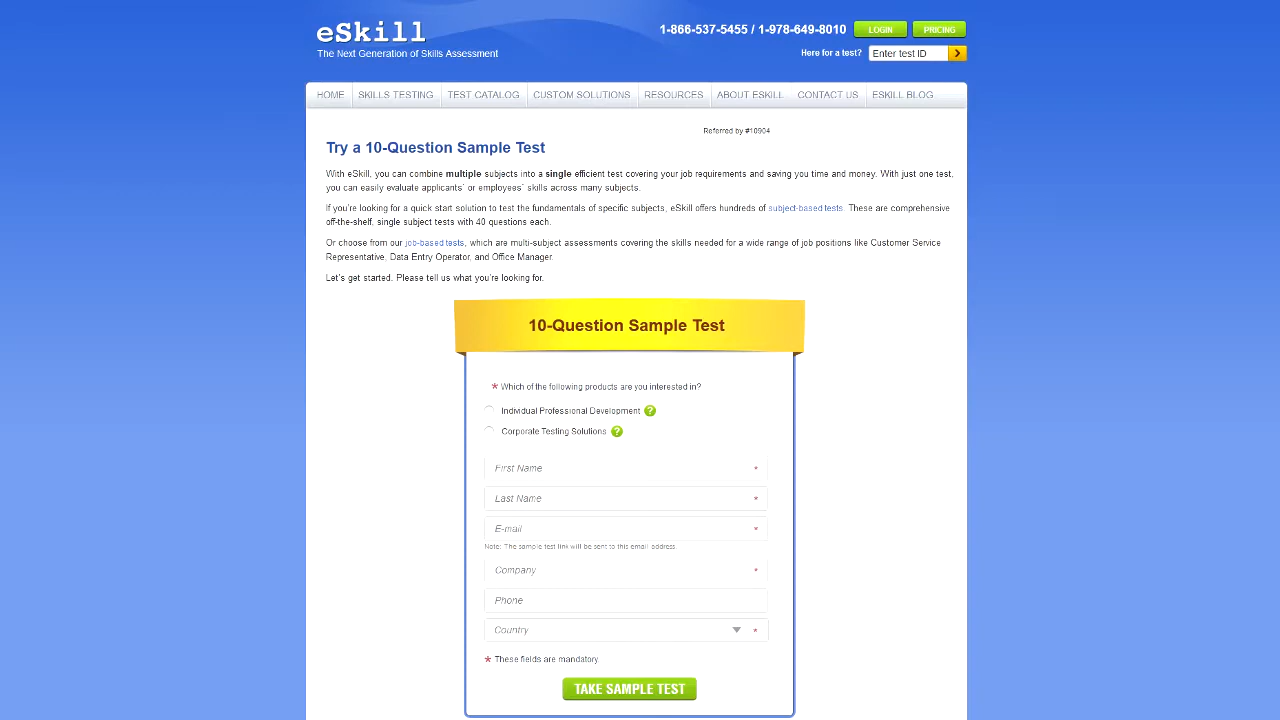 eSkill
The Next Generation of Skills Assessment
1-866-537-5455 / 1-978-649-8010
LOGIN
PRICING
Here for a test?
Enter test ID
HOME
SKILLS TESTING
TEST CATALOG
CUSTOM SOLUTIONS
RESOURCES
ABOUT ESKILL
CONTACT US
ESKILL BLOG
Referred by #10904
Try a 10-Question Sample Test
With eSkill, you can combine multiple subjects into a single efficient test covering your job requirements and saving you time and money. With just one test,
you can easily evaluate applicants' or employees' skills across many subjects.
If you're looking for a quick start solution to test the fundamentals of specific subjects, eSkill offers hundreds of subject-based tests. These are comprehensive
off-the-shelf, single subject tests with 40 questions each.
Or choose from our job-based tests, which are multi-subject assessments covering the skills needed for a wide range of job positions like Customer Service
Representative, Data Entry Operator, and Office Manager.
Let's get started. Please tell us what you're looking for.
10-Question Sample Test
* Which of the following products are you interested in?
Individual Professional Development ?
Corporate Testing Solutions ?
First Name *
Last Name *
E-mail *
Note: The sample test link will be sent to this email address.
Company *
Phone
Country *
* These fields are mandatory.
TAKE SAMPLE TEST